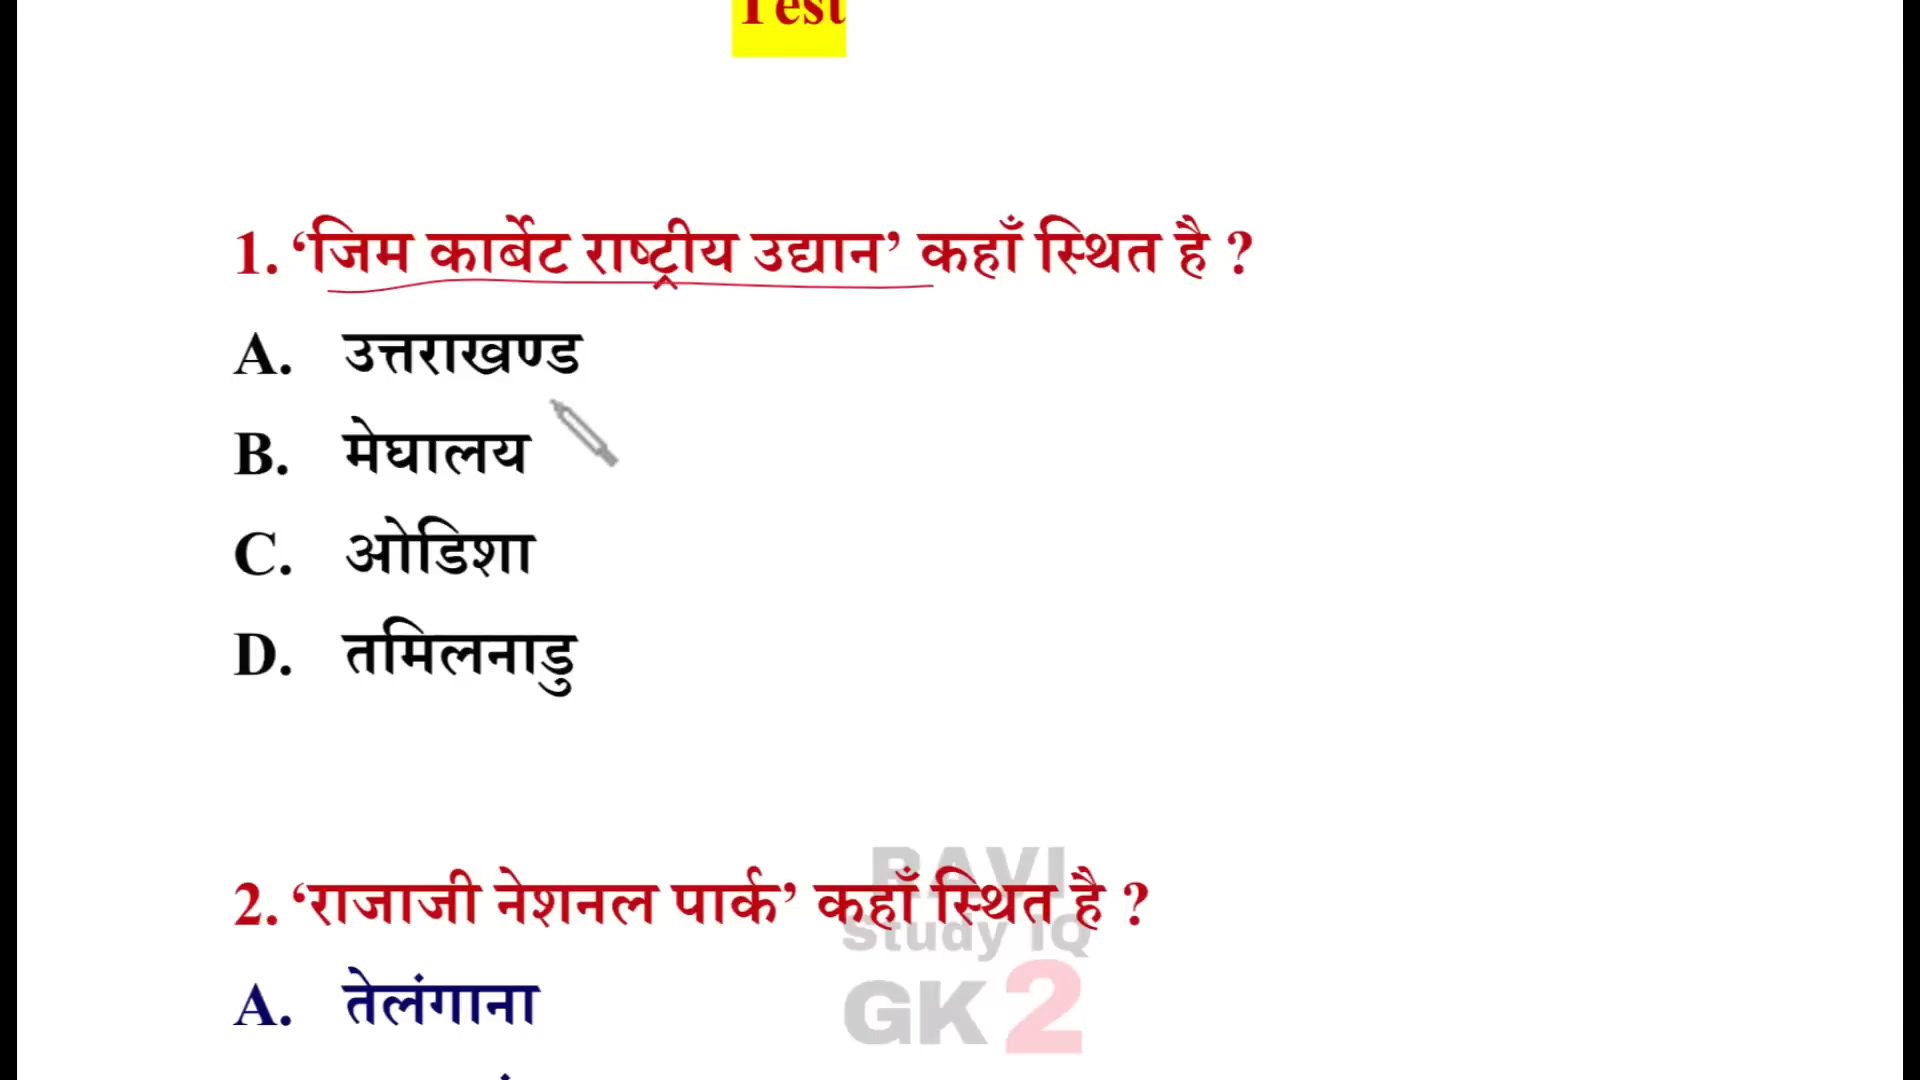 Test
1. ‘जिम कार्बेट राष्ट्रीय उद्यान’ कहाँ स्थित है ?
A. उत्तराखण्ड
B. मेघालय
C. ओडिशा
D. तमिलनाडु
RAVI
2. ‘राजाजी नेशनल पार्क’ कहाँ स्थित है ?
Study IQ
A. तेलंगाना
GK 2